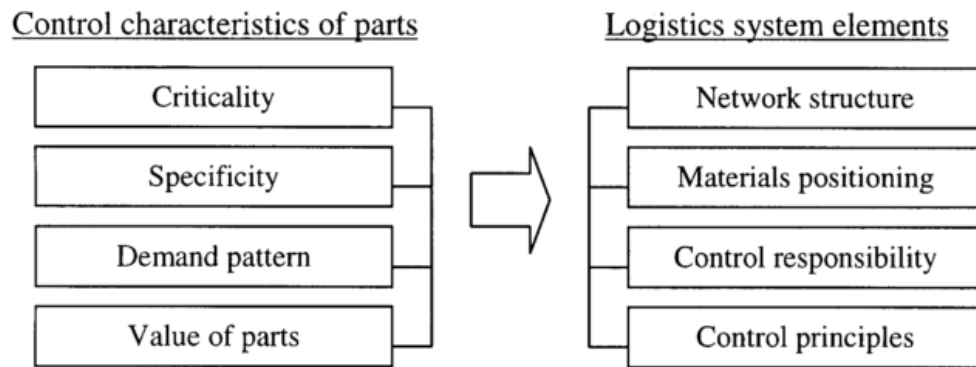 Control characteristics of parts
Criticality
Specificity
Demand pattern
Value of parts
Logistics system elements
Network structure
Materials positioning
Control responsibility
Control principles